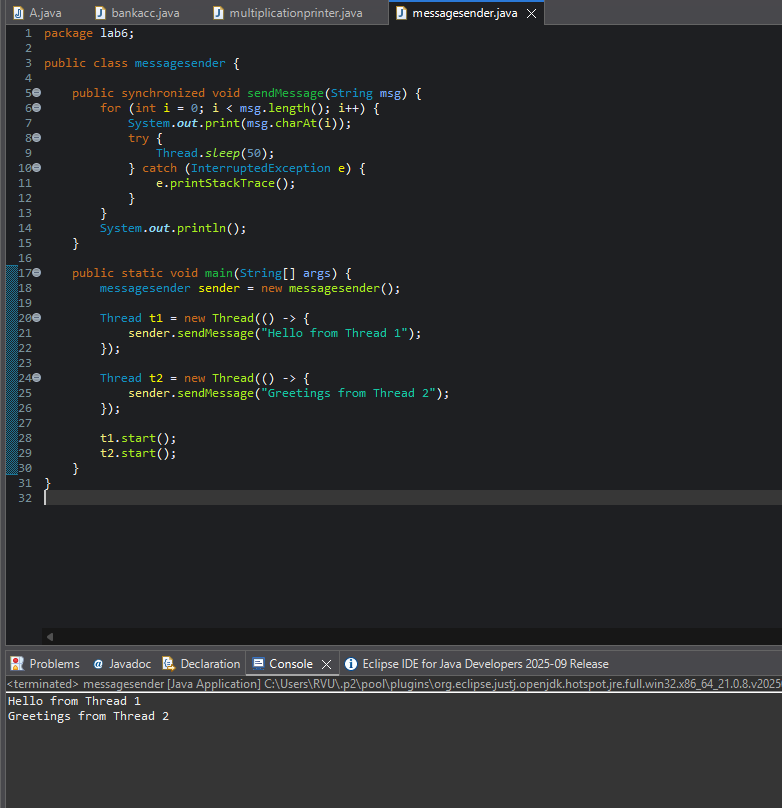 A.java bankacc.java multiplicationprinter.java messagesender.java
1 package lab6;
2
3 public class messagesender {
4
5 public synchronized void sendMessage(String msg) {
6 for (int i = 0; i < msg.length(); i++) {
7 System.out.print(msg.charAt(i));
8 try {
9 Thread.sleep(50);
10 } catch (InterruptedException e) {
11 e.printStackTrace();
12 }
13 }
14 System.out.println();
15 }
16
17 public static void main(String[] args) {
18 messagesender sender = new messagesender();
19
20 Thread t1 = new Thread(() -> {
21 sender.sendMessage("Hello from Thread 1");
22 });
23
24 Thread t2 = new Thread(() -> {
25 sender.sendMessage("Greetings from Thread 2");
26 });
27
28 t1.start();
29 t2.start();
30 }
31 }
32
Problems Javadoc Declaration Console Eclipse IDE for Java Developers 2025-09 Release
<terminated> messagesender [Java Application] C:\Users\RVU\.p2\pool\plugins\org.eclipse.justj.openjdk.hotspot.jre.full.win32.x86_64_21.0.8.v2025
Hello from Thread 1
Greetings from Thread 2